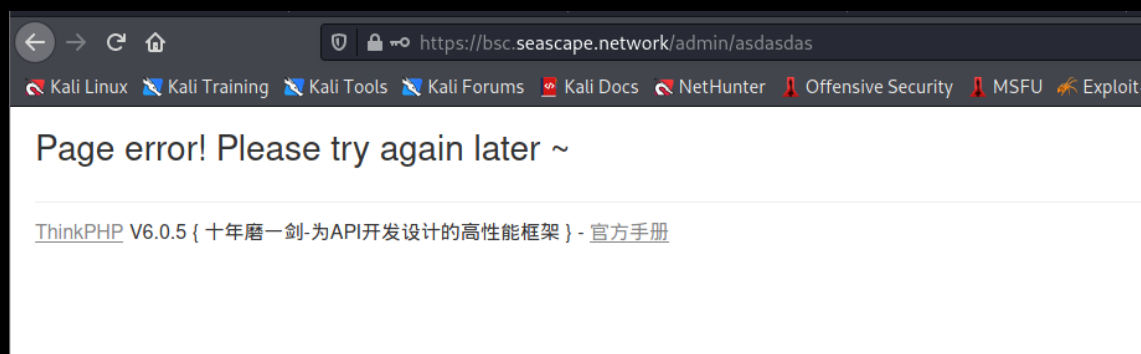 https://bsc.seascape.network/admin/asdasdas
Kali Linux Kali Training Kali Tools Kali Forums Kali Docs NetHunter Offensive Security MSFU Exploit-
Page error! Please try again later ~
ThinkPHP V6.0.5 { 十年磨一剑-为API开发设计的高性能框架 } - 官方手册